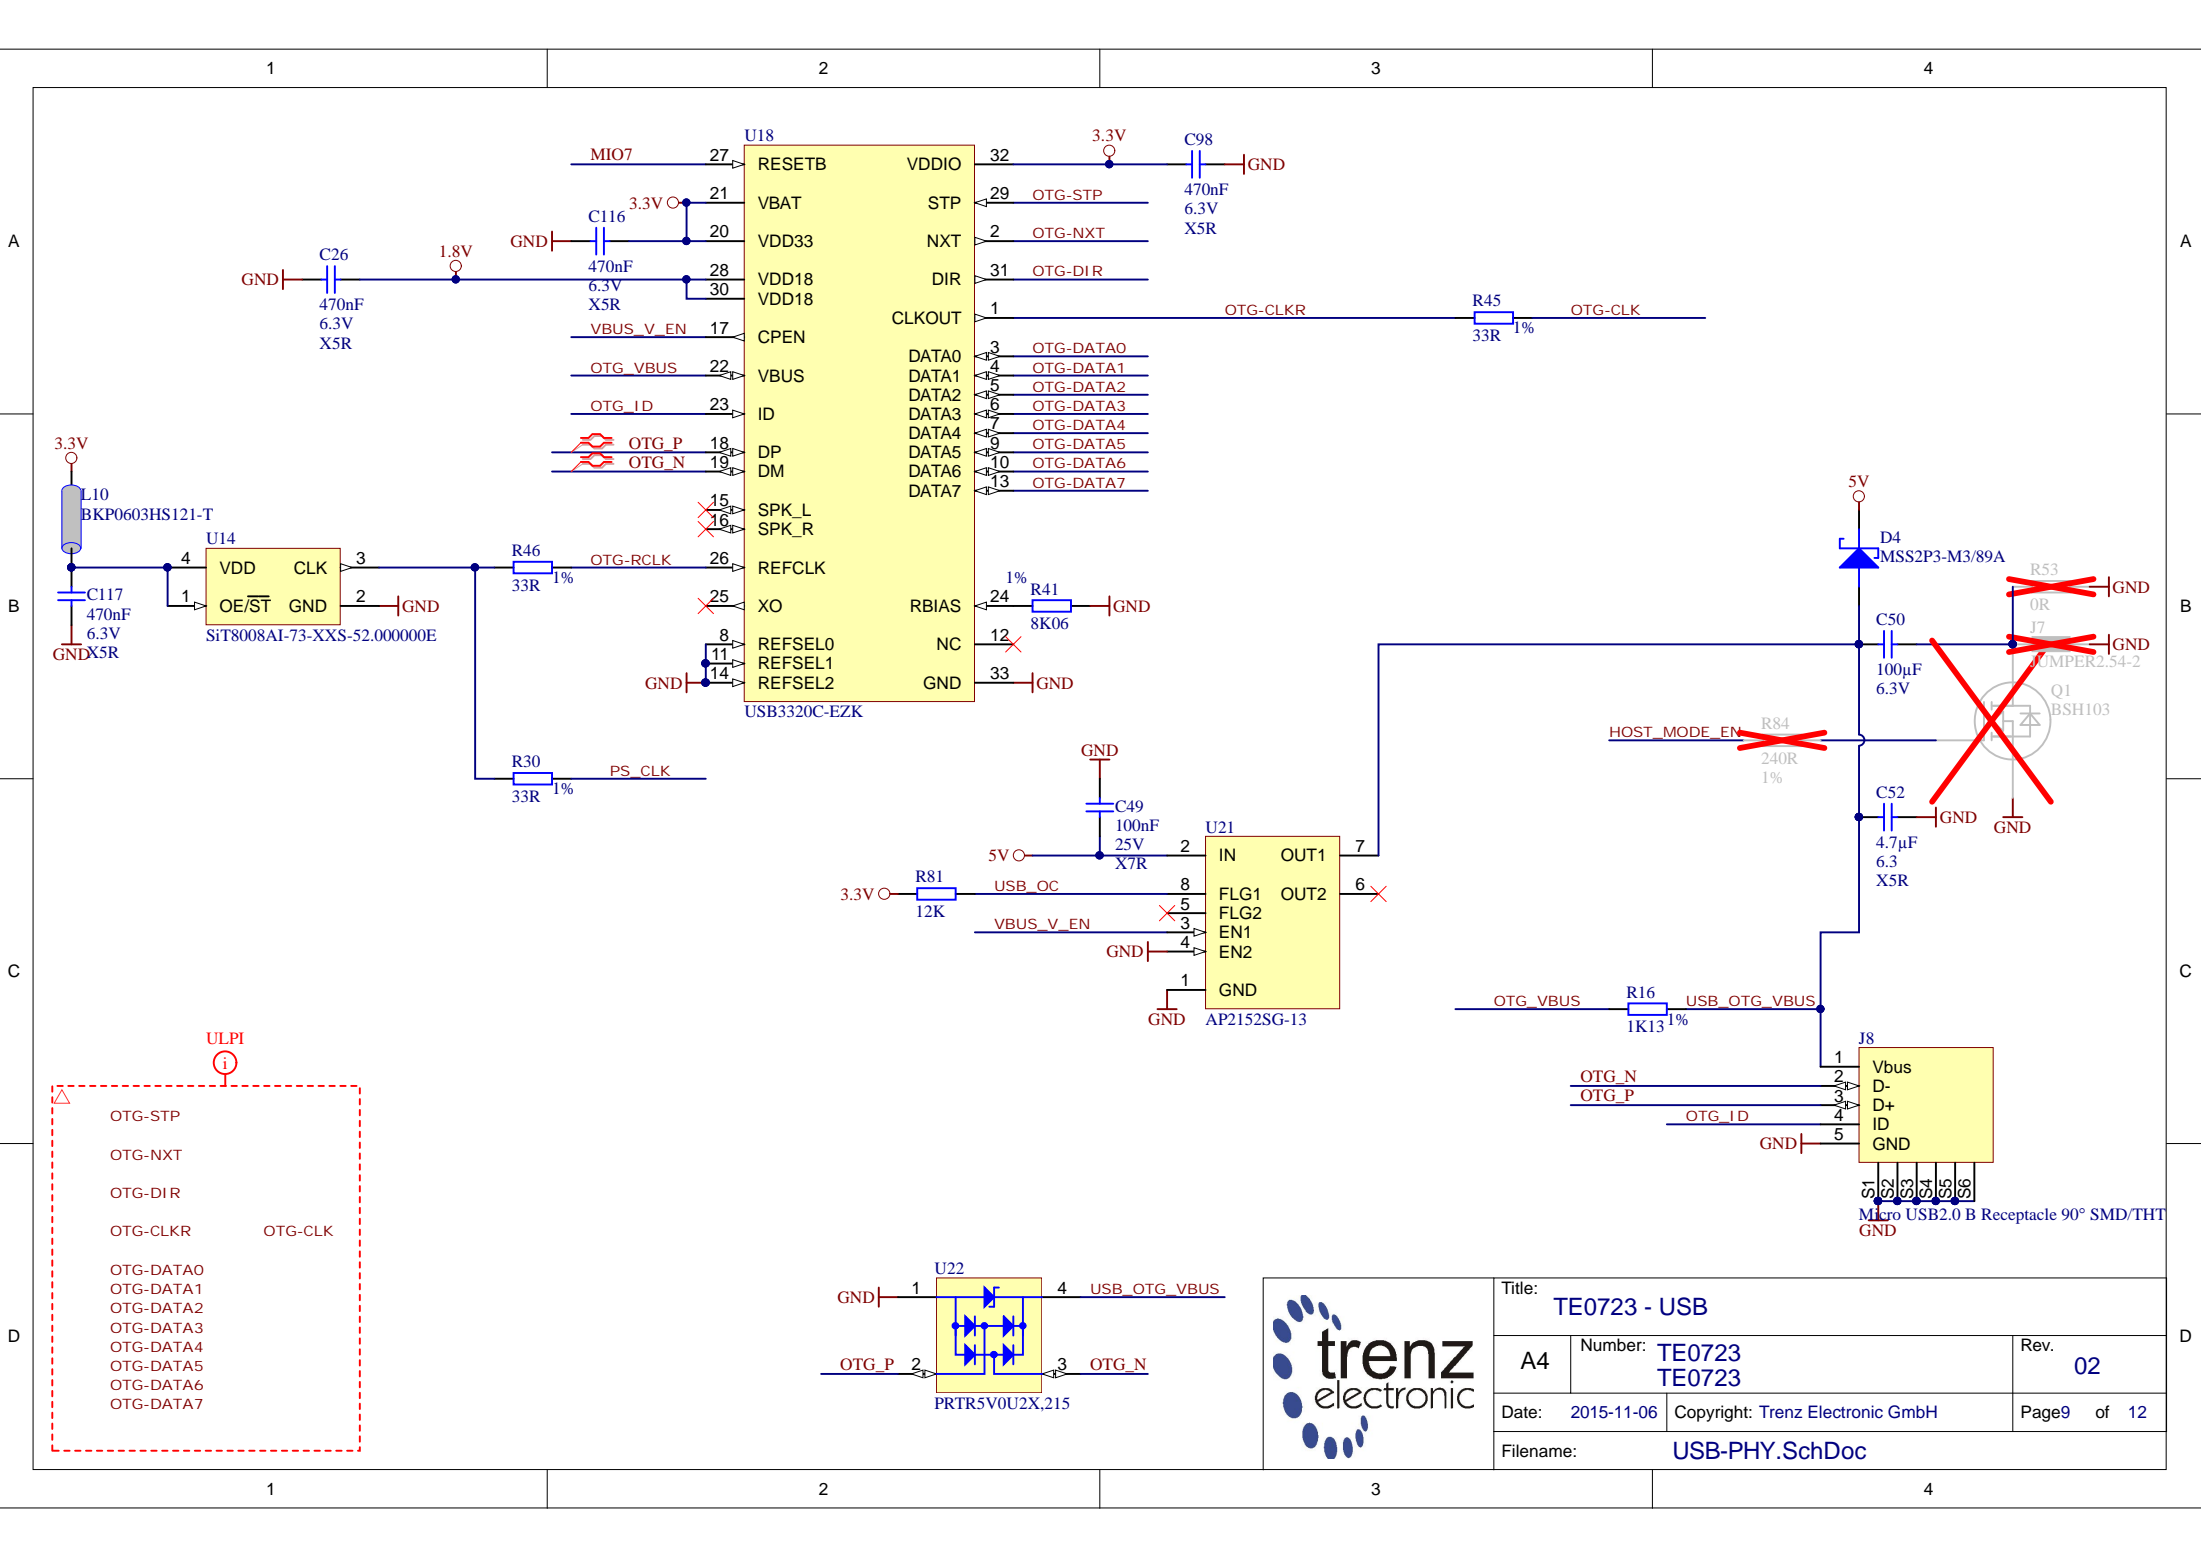 1 2 3 4
A A
B B
C C
D D
U18
MIO7 27 RESETB VDDIO 32 3.3V C98 GND
470nF
6.3V
X5R
3.3V 21 VBAT STP 29 OTG-STP
C116
GND 20 VDD33 NXT 2 OTG-NXT
470nF
6.3V
X5R
C26
GND 1.8V 28 VDD18 DIR 31 OTG-DIR
470nF
6.3V
X5R
30 VDD18
CLKOUT 1 OTG-CLKR R45 OTG-CLK
33R 1%
VBUS_V_EN 17 CPEN
DATA0 3 OTG-DATA0
OTG_VBUS 22 VBUS DATA1 4 OTG-DATA1
DATA2 5 OTG-DATA2
OTG_ID 23 ID DATA3 6 OTG-DATA3
DATA4 7 OTG-DATA4
OTG_P 18 DP DATA5 9 OTG-DATA5
OTG_N 19 DM DATA6 10 OTG-DATA6
DATA7 13 OTG-DATA7
15 SPK_L
16 SPK_R
3.3V
L10
BKP0603HS121-T
U14
4 VDD CLK 3
1 OE/ST GND 2 GND
SiT8008AI-73-XXS-52.000000E
C117
470nF
6.3V
X5R
GND
R46 OTG-RCLK 26 REFCLK
33R 1%
25 XO RBIAS 24 1% R41 GND
8K06
8 REFSEL0 NC 12
11 REFSEL1
GND 14 REFSEL2 GND 33 GND
USB3320C-EZK
R30 PS_CLK
33R 1%
5V
D4
MSS2P3-M3/89A
R53 GND
0R
C50
100µF
6.3V
J7 GND
JUMPER2.54-2
Q1
BSH103
HOST_MODE_EN R84
240R
1%
GND
C52 GND
4.7µF
6.3
X5R
GND
C49
100nF
25V
X7R
U21
5V 2 IN OUT1 7
3.3V R81 USB_OC 8 FLG1 OUT2 6
12K
5 FLG2
VBUS_V_EN 3 EN1
GND 4 EN2
1 GND
GND AP2152SG-13
OTG_VBUS R16 USB_OTG_VBUS
1K13 1%
J8
1 Vbus
OTG_N 2 D-
OTG_P 3 D+
OTG_ID 4 ID
GND 5 GND
S1 S2 S3 S4 S5 S6
Micro USB2.0 B Receptacle 90° SMD/THT
GND
ULPI
i
OTG-STP
OTG-NXT
OTG-DIR
OTG-CLKR OTG-CLK
OTG-DATA0
OTG-DATA1
OTG-DATA2
OTG-DATA3
OTG-DATA4
OTG-DATA5
OTG-DATA6
OTG-DATA7
U22
GND 1 4 USB_OTG_VBUS
OTG_P 2 3 OTG_N
PRTR5V0U2X,215
trenz
electronic
Title: TE0723 - USB
A4 Number: TE0723
TE0723
Rev. 02
Date: 2015-11-06 Copyright: Trenz Electronic GmbH Page9 of 12
Filename: USB-PHY.SchDoc
1 2 3 4